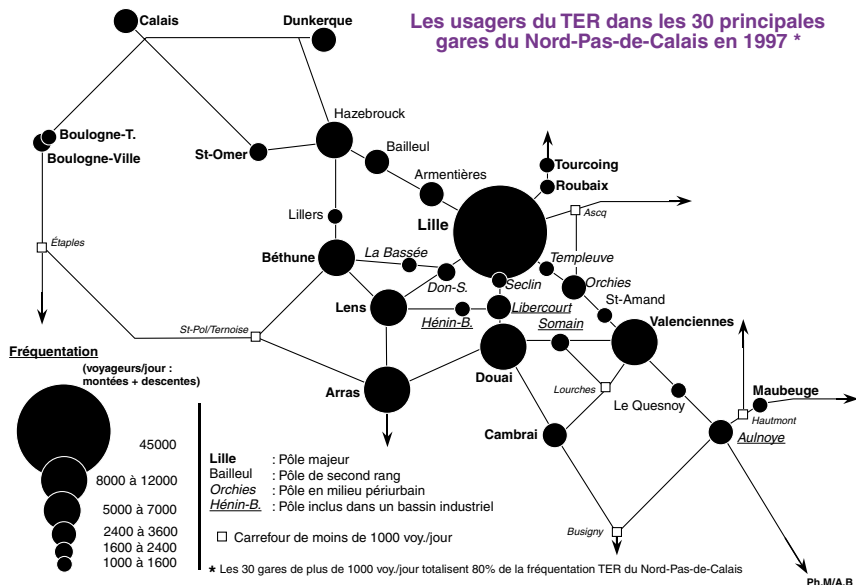 Les usagers du TER dans les 30 principales
gares du Nord-Pas-de-Calais en 1997 *
Calais
Dunkerque
Hazebrouck
Bailleul
Boulogne-T.
Boulogne-Ville
St-Omer
Armentières
Tourcoing
Roubaix
Lille
Ascq
Lillers
Étaples
Béthune
La Bassée
Don-S.
Templeuve
Seclin
Orchies
St-Amand
Lens
Hénin-B.
Libercourt
Somain
Valenciennes
St-Pol/Ternoise
Arras
Douai
Lourches
Le Quesnoy
Maubeuge
Hautmont
Aulnoye
Cambrai
Busigny
Fréquentation
(voyageurs/jour :
montées + descentes)
45000
8000 à 12000
5000 à 7000
2400 à 3600
1600 à 2400
1000 à 1600
Lille : Pôle majeur
Bailleul : Pôle de second rang
Orchies : Pôle en milieu périurbain
Hénin-B. : Pôle inclus dans un bassin industriel
Carrefour de moins de 1000 voy./jour
* Les 30 gares de plus de 1000 voy./jour totalisent 80% de la fréquentation TER du Nord-Pas-de-Calais